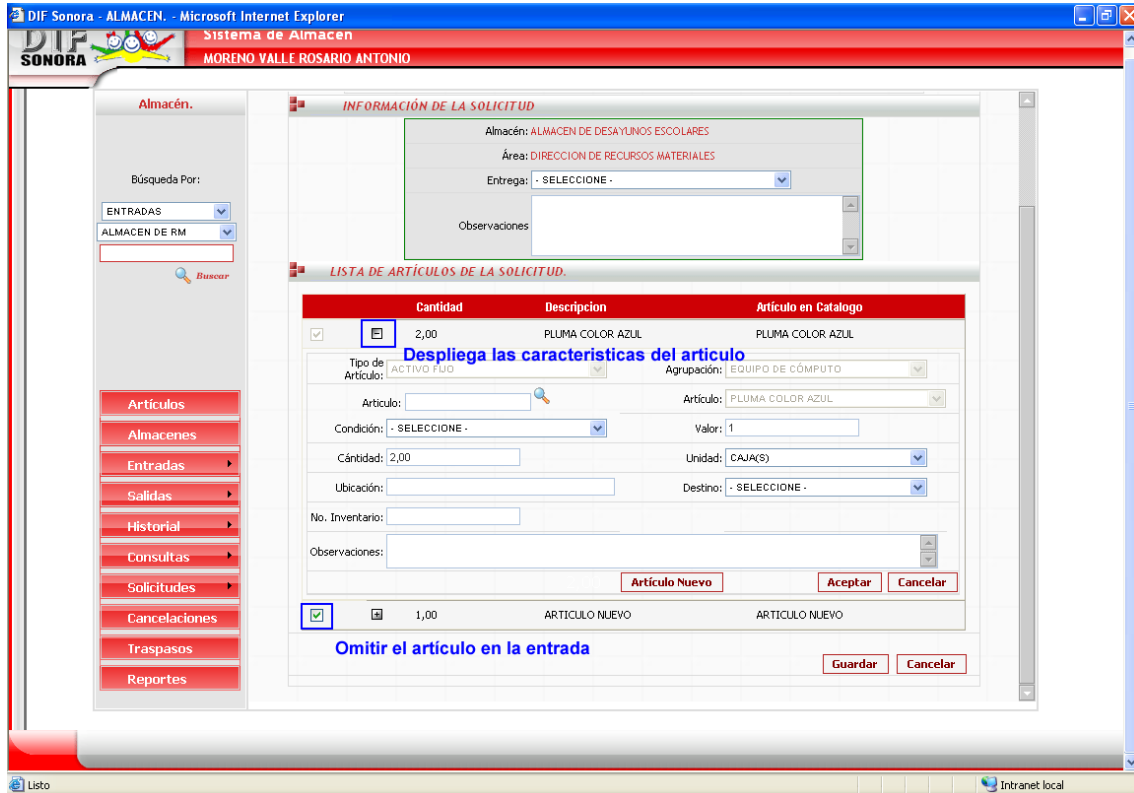 DIF Sonora - ALMACEN. - Microsoft Internet Explorer
DIF SONORA
Sistema de Almacen
MORENO VALLE ROSARIO ANTONIO
Almacén.
Búsqueda Por:
ENTRADAS
ALMACEN DE RM
Buscar
Artículos
Almacenes
Entradas
Salidas
Historial
Consultas
Solicitudes
Cancelaciones
Traspasos
Reportes
INFORMACIÓN DE LA SOLICITUD
Almacén: ALMACEN DE DESAYUNOS ESCOLARES
Área: DIRECCION DE RECURSOS MATERIALES
Entrega: - SELECCIONE -
Observaciones
LISTA DE ARTÍCULOS DE LA SOLICITUD.
Cantidad Descripcion Artículo en Catalogo
2,00 PLUMA COLOR AZUL PLUMA COLOR AZUL
Despliega las caracteristicas del articulo
Tipo de Artículo: ACTIVO FIJO Agrupación: EQUIPO DE CÓMPUTO
Articulo: Artículo: PLUMA COLOR AZUL
Condición: - SELECCIONE - Valor: 1
Cántidad: 2,00 Unidad: CAJA(S)
Ubicación: Destino: - SELECCIONE -
No. Inventario:
Observaciones:
Artículo Nuevo Aceptar Cancelar
1,00 ARTICULO NUEVO ARTICULO NUEVO
Omitir el artículo en la entrada
Guardar Cancelar
Listo Intranet local